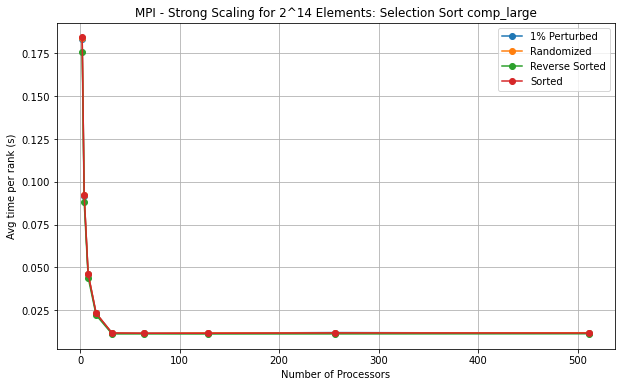 MPI - Strong Scaling for 2^14 Elements: Selection Sort comp_large
1% Perturbed
Randomized
Reverse Sorted
Sorted
Avg time per rank (s)
0.175
0.150
0.125
0.100
0.075
0.050
0.025
0 100 200 300 400 500
Number of Processors